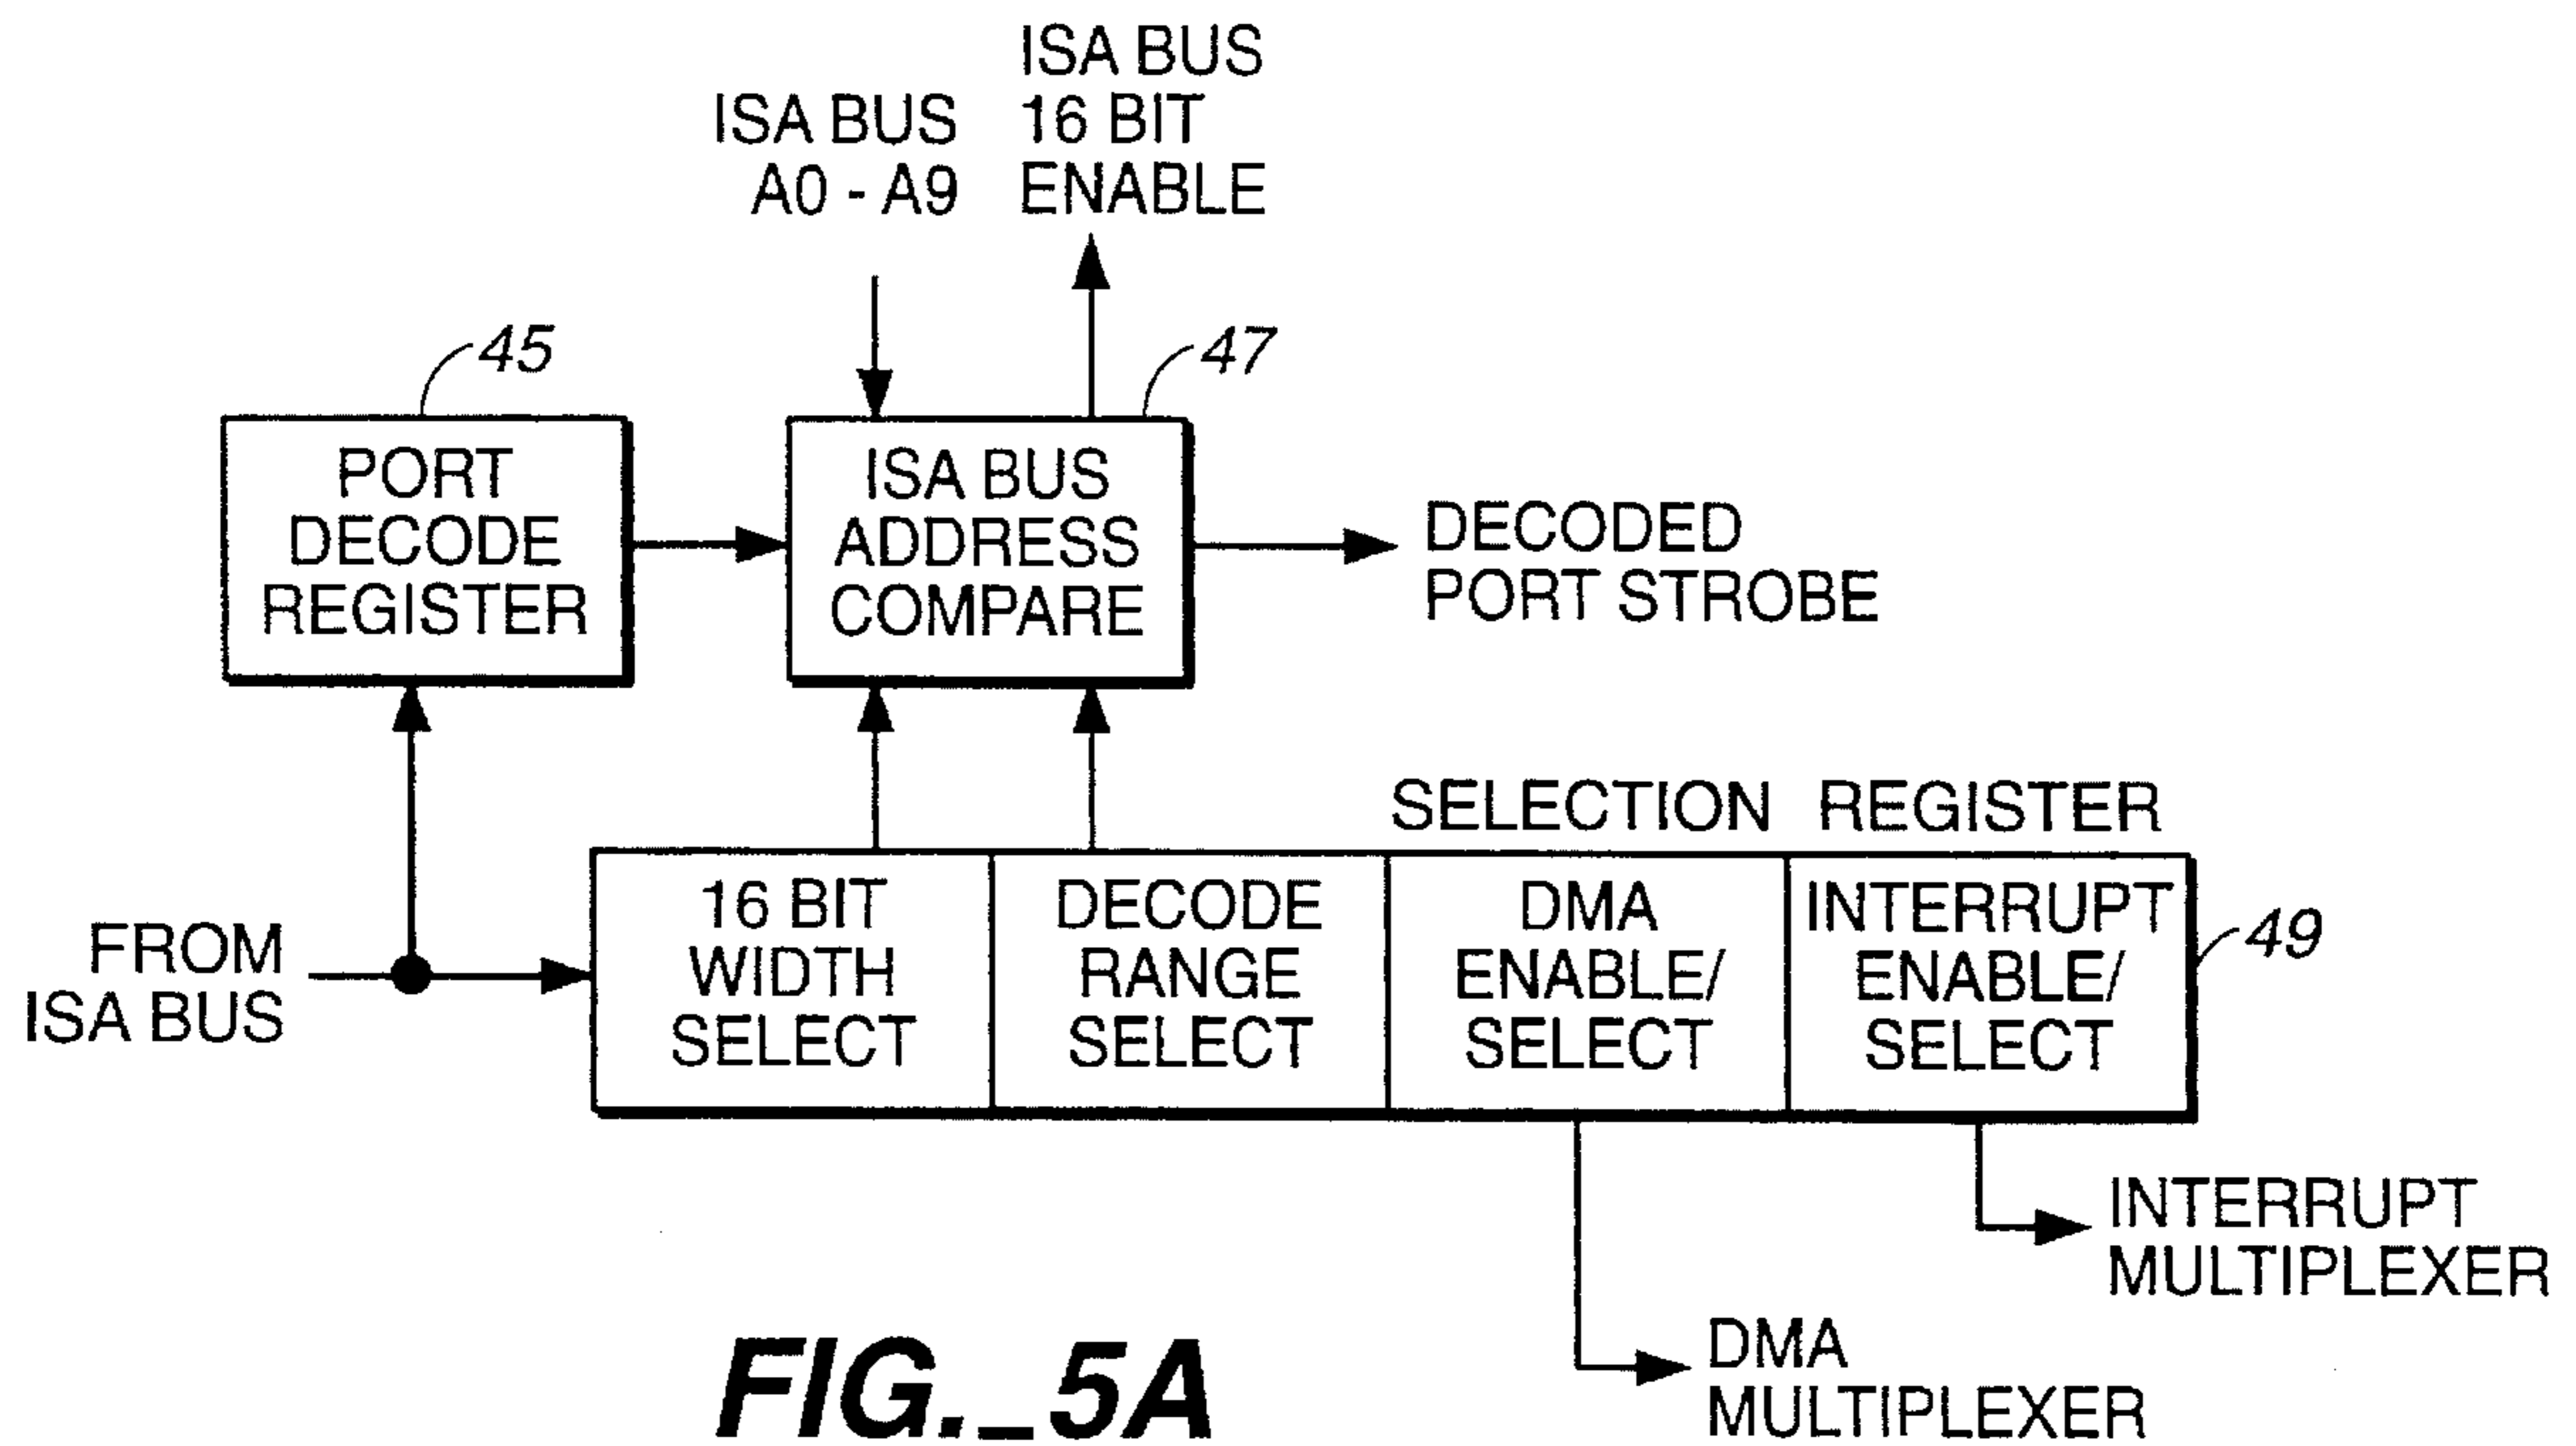 ISA BUS
A0 - A9
ISA BUS
16 BIT
ENABLE
45
47
PORT
DECODE
REGISTER
ISA BUS
ADDRESS
COMPARE
DECODED
PORT STROBE
SELECTION REGISTER
FROM
ISA BUS
16 BIT
WIDTH
SELECT
DECODE
RANGE
SELECT
DMA
ENABLE/
SELECT
INTERRUPT
ENABLE/
SELECT
49
INTERRUPT
MULTIPLEXER
DMA
MULTIPLEXER
FIG._5A